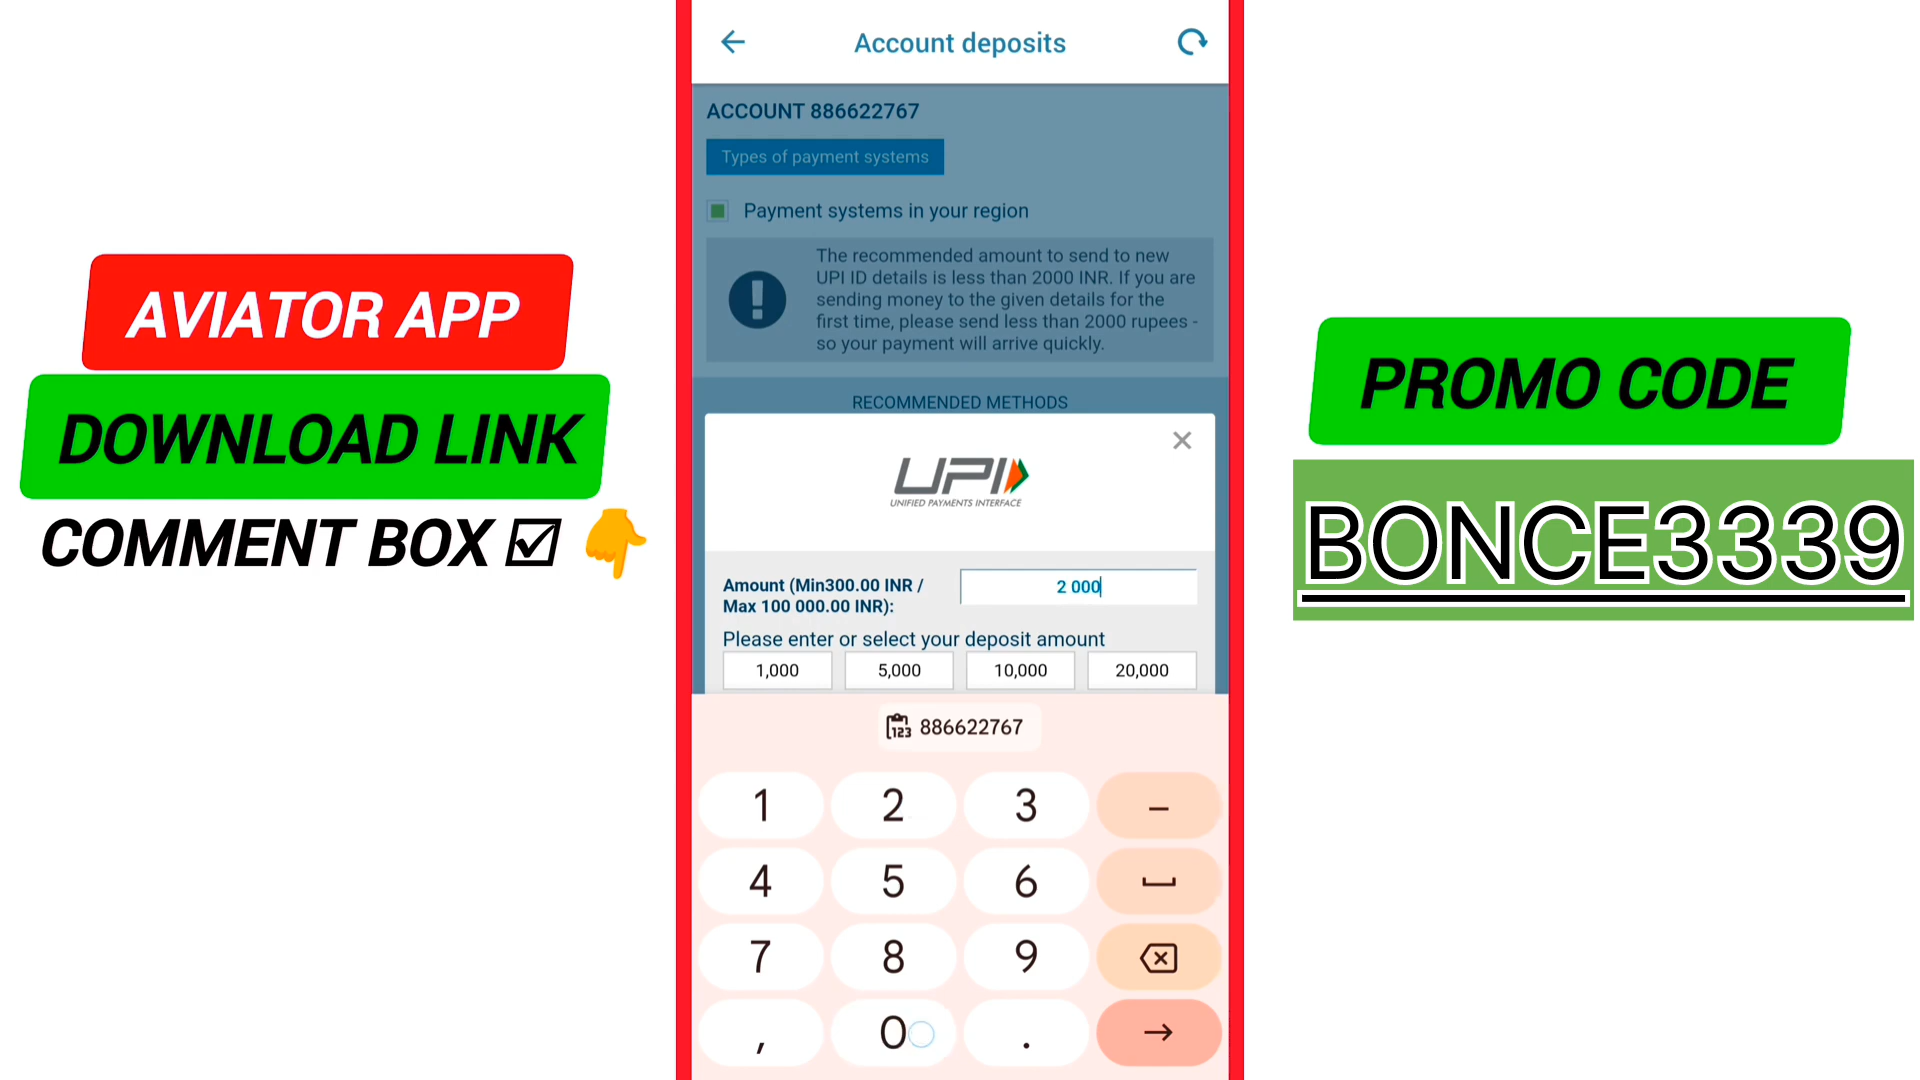 AVIATOR APP
DOWNLOAD LINK
COMMENT BOX ☑ 👇
Account deposits
ACCOUNT 886622767
Types of payment systems
Payment systems in your region
The recommended amount to send to new
UPI ID details is less than 2000 INR. If you are
sending money to the given details for the
first time, please send less than 2000 rupees -
so your payment will arrive quickly.
RECOMMENDED METHODS
UPI
UNIFIED PAYMENTS INTERFACE
Amount (Min300.00 INR /
Max 100 000.00 INR):
2 000
Please enter or select your deposit amount
1,000 5,000 10,000 20,000
123 886622767
1 2 3 –
4 5 6
7 8 9
, 0 . →
PROMO CODE
BONCE3339